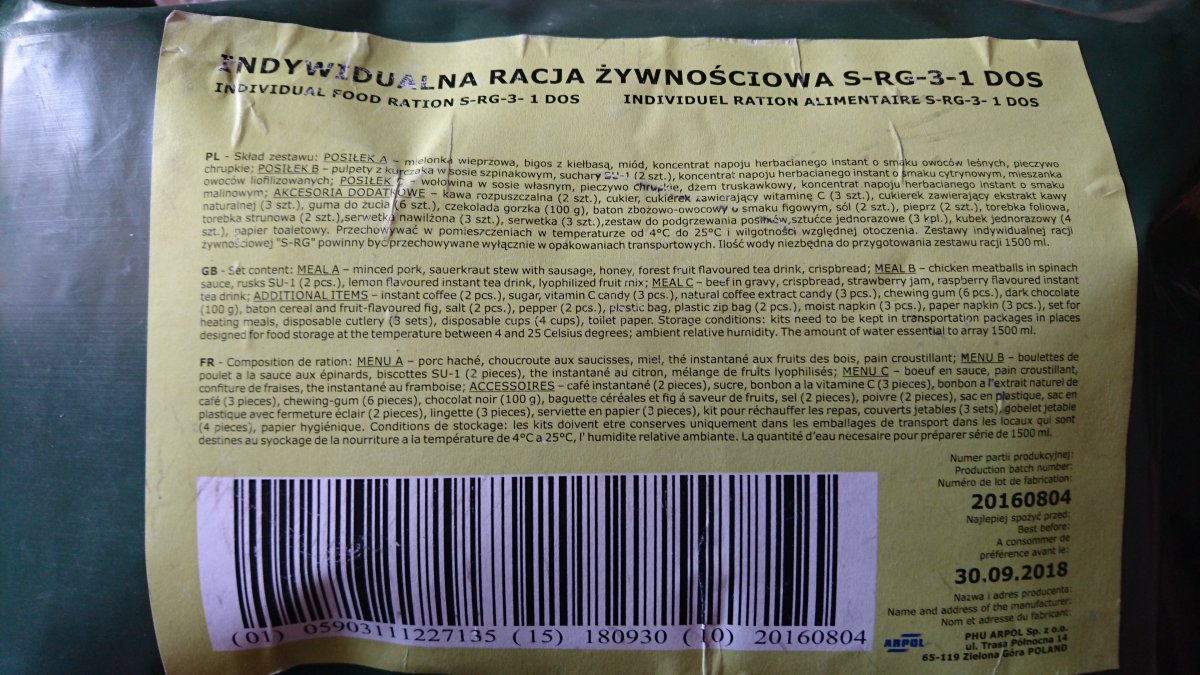 INDYWIDUALNA RACJA ŻYWNOŚCIOWA S-RG-3-1 DOS
INDIVIDUAL FOOD RATION S-RG-3- 1 DOS INDIVIDUEL RATION ALIMENTAIRE S-RG-3- 1 DOS
PL - Skład zestawu: POSIŁEK A – mielonka wieprzowa, bigos z kiełbasą, miód, koncentrat napoju herbacianego instant o smaku owoców leśnych, pieczywo
chrupkie; POSIŁEK B – pulpety z kurczaka w sosie szpinakowym, suchary SU-1 (2 szt.), koncentrat napoju herbacianego instant o smaku cytrynowym, mieszanka
owoców liofilizowanych; POSIŁEK C – wołowina w sosie własnym, pieczywo chrupkie, dżem truskawkowy, koncentrat napoju herbacianego instant o smaku
malinowym; AKCESORIA DODATKOWE – kawa rozpuszczalna (2 szt.), cukier, cukierek zawierający witaminę C (3 szt.), cukierek zawierający ekstrakt kawy
naturalnej (3 szt.), guma do żucia (6 szt.), czekolada gorzka (100 g), baton zbożowo-owocowy o smaku figowym, sól (2 szt.), pieprz (2 szt.), torebka foliowa,
torebka strunowa (2 szt.),serwetka nawilżona (3 szt.), serwetka (3 szt.),zestaw do podgrzewania posiłków,sztućce jednorazowe (3 kpl.), kubek jednorazowy (4
szt.), papier toaletowy. Przechowywać w pomieszczeniach w temperaturze od 4°C do 25°C i wilgotności względnej otoczenia. Zestawy indywidualnej racji
żywnościowej "S-RG" powinny być przechowywane wyłącznie w opakowaniach transportowych. Ilość wody niezbędna do przygotowania zestawu racji 1500 ml.
GB - Set content: MEAL A – minced pork, sauerkraut stew with sausage, honey, forest fruit flavoured tea drink, crispbread; MEAL B – chicken meatballs in spinach
sauce, rusks SU-1 (2 pcs.), lemon flavoured instant tea drink, lyophilized fruit mix; MEAL C – beef in gravy, crispbread, strawberry jam, raspberry flavoured instant
tea drink; ADDITIONAL ITEMS – instant coffee (2 pcs.), sugar, vitamin C candy (3 pcs.), natural coffee extract candy (3 pcs.), chewing gum (6 pcs.), dark chocolate
(100 g), baton cereal and fruit-flavoured fig, salt (2 pcs.), pepper (2 pcs.), plastic bag, plastic zip bag (2 pcs.), moist napkin (3 pcs.), paper napkin (3 pcs.), set for
heating meals, disposable cutlery (3 sets), disposable cups (4 cups), toilet paper. Storage conditions: kits need to be kept in transportation packages in places
designed for food storage at the temperature between 4 and 25 Celsius degrees; ambient relative humidity. The amount of water essential to array 1500 ml.
FR - Composition de ration: MENU A – porc haché, choucroute aux saucisses, miel, thé instantané aux fruits des bois, pain croustillant; MENU B – boulettes de
poulet a la sauce aux épinards, biscottes SU-1 (2 pieces), the instantané au citron, mélange de fruits lyophilisés; MENU C – boeuf en sauce, pain croustillant,
confiture de fraises, the instantané au framboise; ACCESSOIRES – café instantané (2 pieces), sucre, bonbon a la vitamine C (3 pieces), bonbon a l'extrait naturel de
café (3 pieces), chewing-gum (6 pieces), chocolat noir (100 g), baguette céréales et fig á saveur de fruits, sel (2 pieces), poivre (2 pieces), sac en plastique, sac en
plastique avec fermeture éclair (2 pieces), lingette (3 pieces), serviette en papier (3 pieces), kit pour réchauffer les repas, couverts jetables (3 sets), gobelet jetable
(4 pieces), papier hygiénique. Conditions de stockage: les kits doivent etre conserves uniquement dans les emballages de transport dans les locaux qui sont
destines au syockage de la nourriture a la température de 4°C a 25°C, l' humidite relative ambiante. La quantité d'eau nécesaire pour préparer série de 1500 ml.
Numer partii produkcyjnej:
Production batch number:
Numéro de lot de fabrication:
20160804
Najlepiej spożyć przed:
Best before:
A consommer de
préférence avant le:
30.09.2018
Nazwa i adres producenta:
Name and address of the manufacturer:
Nom et adresse du fabricant:
ARPOL PHU ARPOL Sp. z o.o.
ul. Trasa Północna 14
65-119 Zielona Góra POLAND
(01) 05903111227135 (15) 180930 (10) 20160804